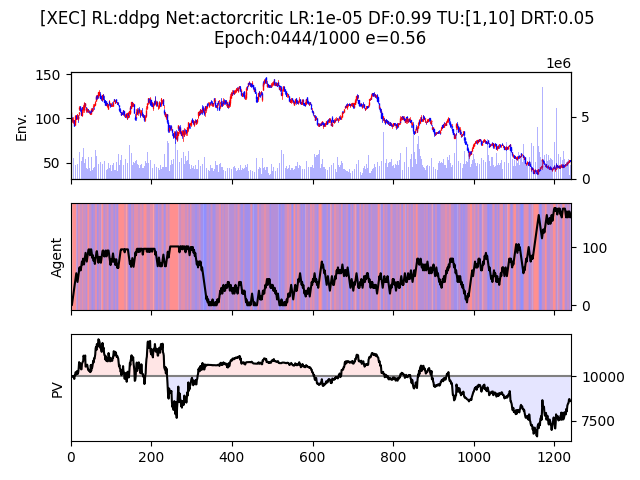 [XEC] RL:ddpg Net:actorcritic LR:1e-05 DF:0.99 TU:[1,10] DRT:0.05
Epoch:0444/1000 e=0.56
1e6
150
100
50
Env.
5
0
Agent
100
0
PV
10000
7500
0 200 400 600 800 1000 1200